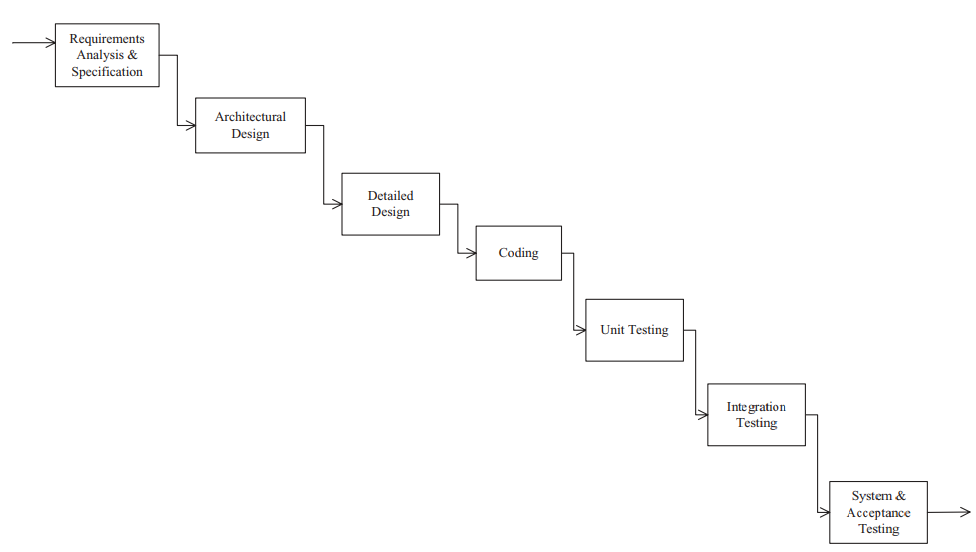 Requirements
Analysis &
Specification
Architectural
Design
Detailed
Design
Coding
Unit Testing
Integration
Testing
System &
Acceptance
Testing